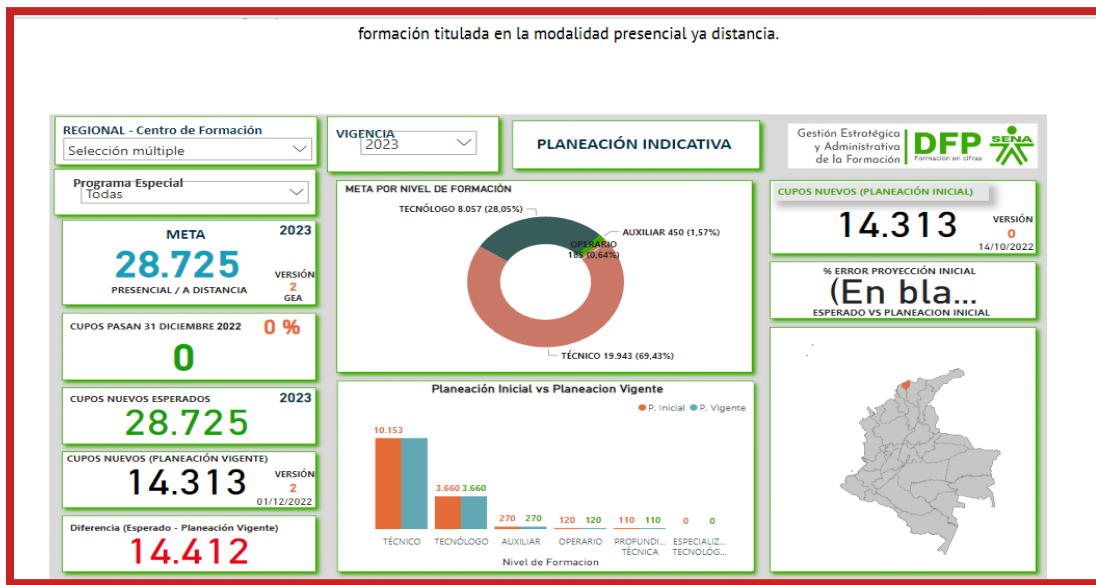 formación titulada en la modalidad presencial ya distancia.
REGIONAL - Centro de Formación
Selección múltiple
VIGENCIA
2023
PLANEACIÓN INDICATIVA
Gestión Estratégica
y Administrativa
de la Formación
DFP
Formación en cifras
SENA
Programa Especial
Todas
META
2023
28.725
PRESENCIAL / A DISTANCIA
VERSIÓN
2
GEA
CUPOS PASAN 31 DICIEMBRE 2022
0 %
0
CUPOS NUEVOS ESPERADOS
2023
28.725
CUPOS NUEVOS (PLANEACIÓN VIGENTE)
14.313
VERSIÓN
2
01/12/2022
Diferencia (Esperado - Planeación Vigente)
14.412
META POR NIVEL DE FORMACIÓN
TECNÓLOGO 8.057 (28,05%)
AUXILIAR 450 (1,57%)
OPERARIO
185 (0,64%)
TÉCNICO 19.943 (69,43%)
Planeación Inicial vs Planeacion Vigente
P. Inicial P. Vigente
10.153
3.660 3.660
270 270
120 120
110 110
0 0
TÉCNICO TECNÓLOGO AUXILIAR OPERARIO PROFUNDI... ESPECIALIZ...
TÉCNICA TECNOLÓG...
Nivel de Formacion
CUPOS NUEVOS (PLANEACIÓN INICIAL)
14.313
VERSIÓN
0
14/10/2022
% ERROR PROYECCIÓN INICIAL
(En bla...
ESPERADO VS PLANEACION INICIAL